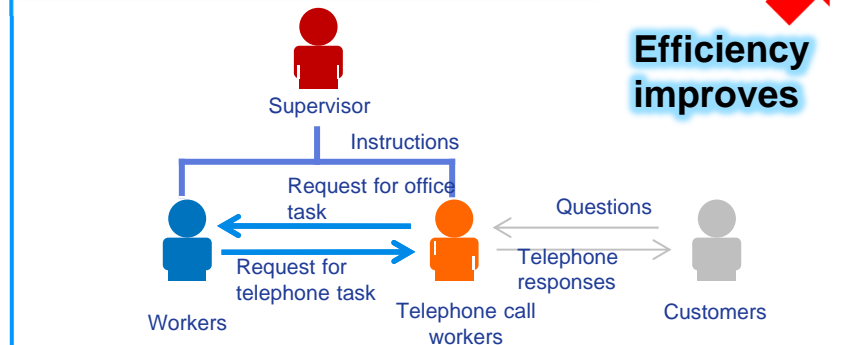 Efficiency
improves
Supervisor
Instructions
Request for office
task
Questions
Request for
telephone task
Telephone
responses
Workers
Telephone call
workers
Customers